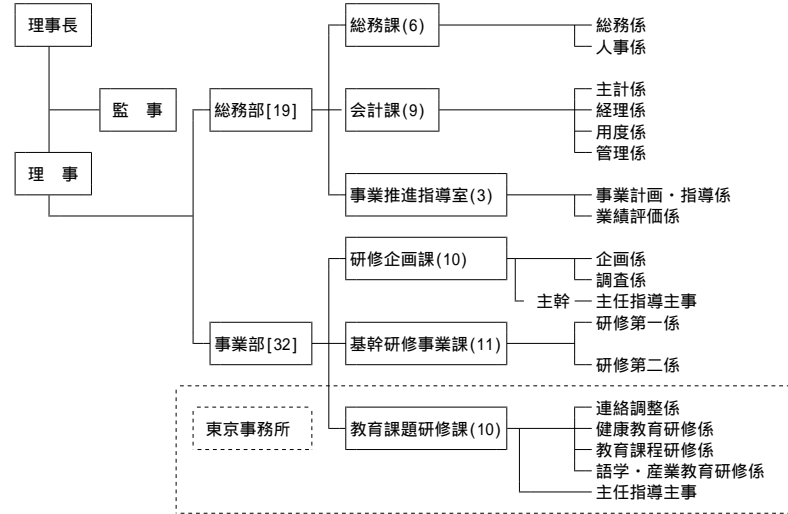 理事長
監　事
理　事
総務部[19]
総務課(6)
総務係
人事係
会計課(9)
主計係
経理係
用度係
管理係
事業推進指導室(3)
事業計画・指導係
業績評価係
事業部[32]
研修企画課(10)
企画係
調査係
主幹
主任指導主事
基幹研修事業課(11)
研修第一係
研修第二係
東京事務所
教育課題研修課(10)
連絡調整係
健康教育研修係
教育課程研修係
語学・産業教育研修係
主任指導主事